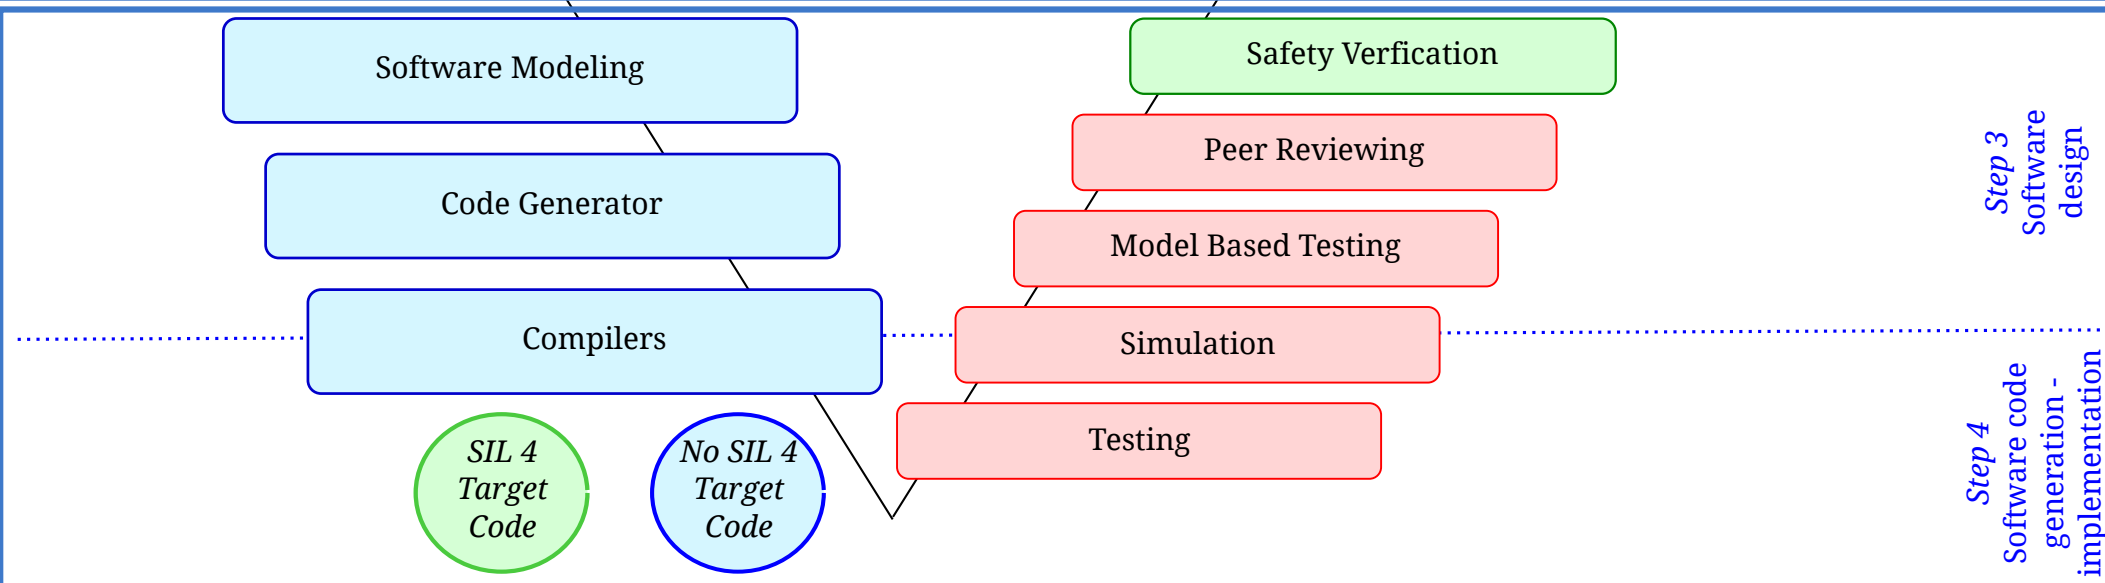 Software Modeling
Code Generator
Compilers
SIL 4
Target
Code
No SIL 4
Target
Code
Safety Verfication
Peer Reviewing
Model Based Testing
Simulation
Testing
Step 3
Software
design
Step 4
Software code
generation -
implementation